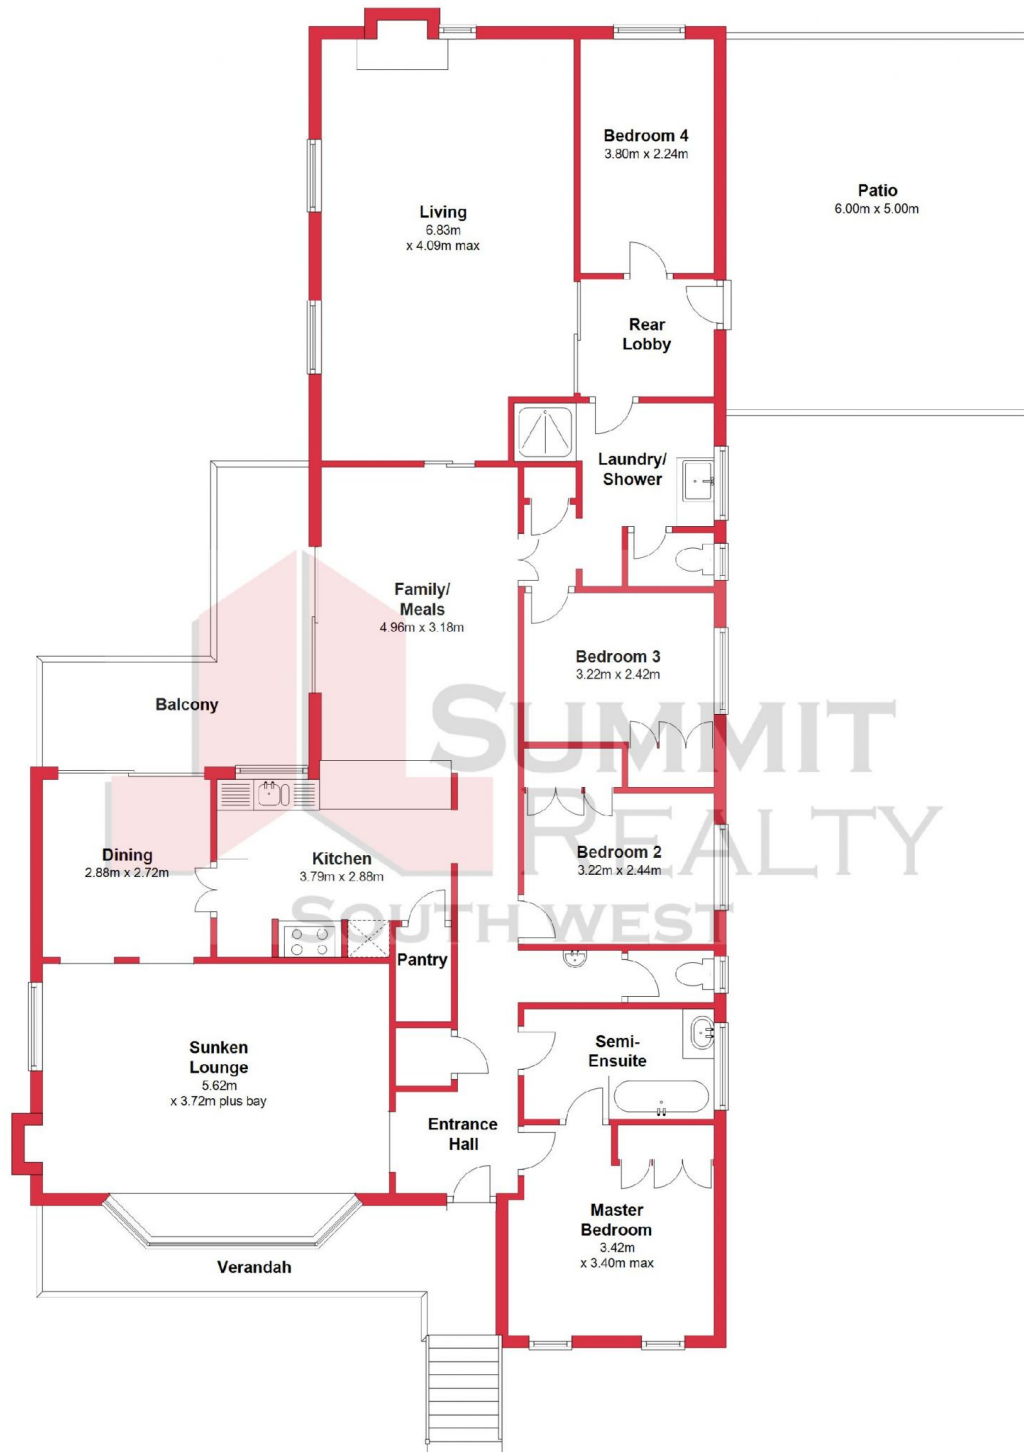 Bedroom 4
3.80m x 2.24m
Patio
6.00m x 5.00m
Living
6.83m
x 4.09m max
Rear
Lobby
Laundry/
Shower
Family/
Meals
4.96m x 3.18m
Bedroom 3
3.22m x 2.42m
Balcony
SUMMIT
REALTY
SOUTH WEST
Dining
2.88m x 2.72m
Kitchen
3.79m x 2.88m
Bedroom 2
3.22m x 2.44m
Pantry
Sunken
Lounge
5.62m
x 3.72m plus bay
Semi-
Ensuite
Entrance
Hall
Master
Bedroom
3.42m
x 3.40m max
Verandah